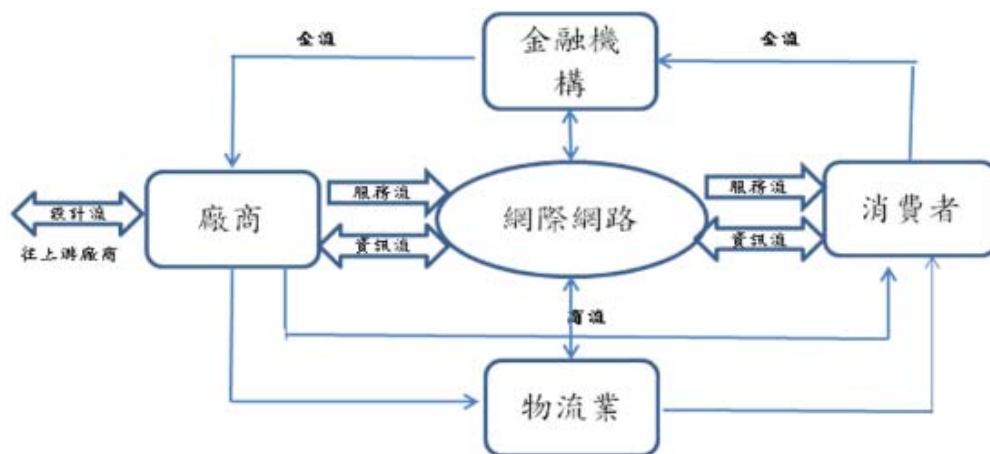 金流
金融機
構
金流
設計流
往上游廠商
廠商
服務流
資訊流
網際網路
服務流
資訊流
消費者
商流
物流業